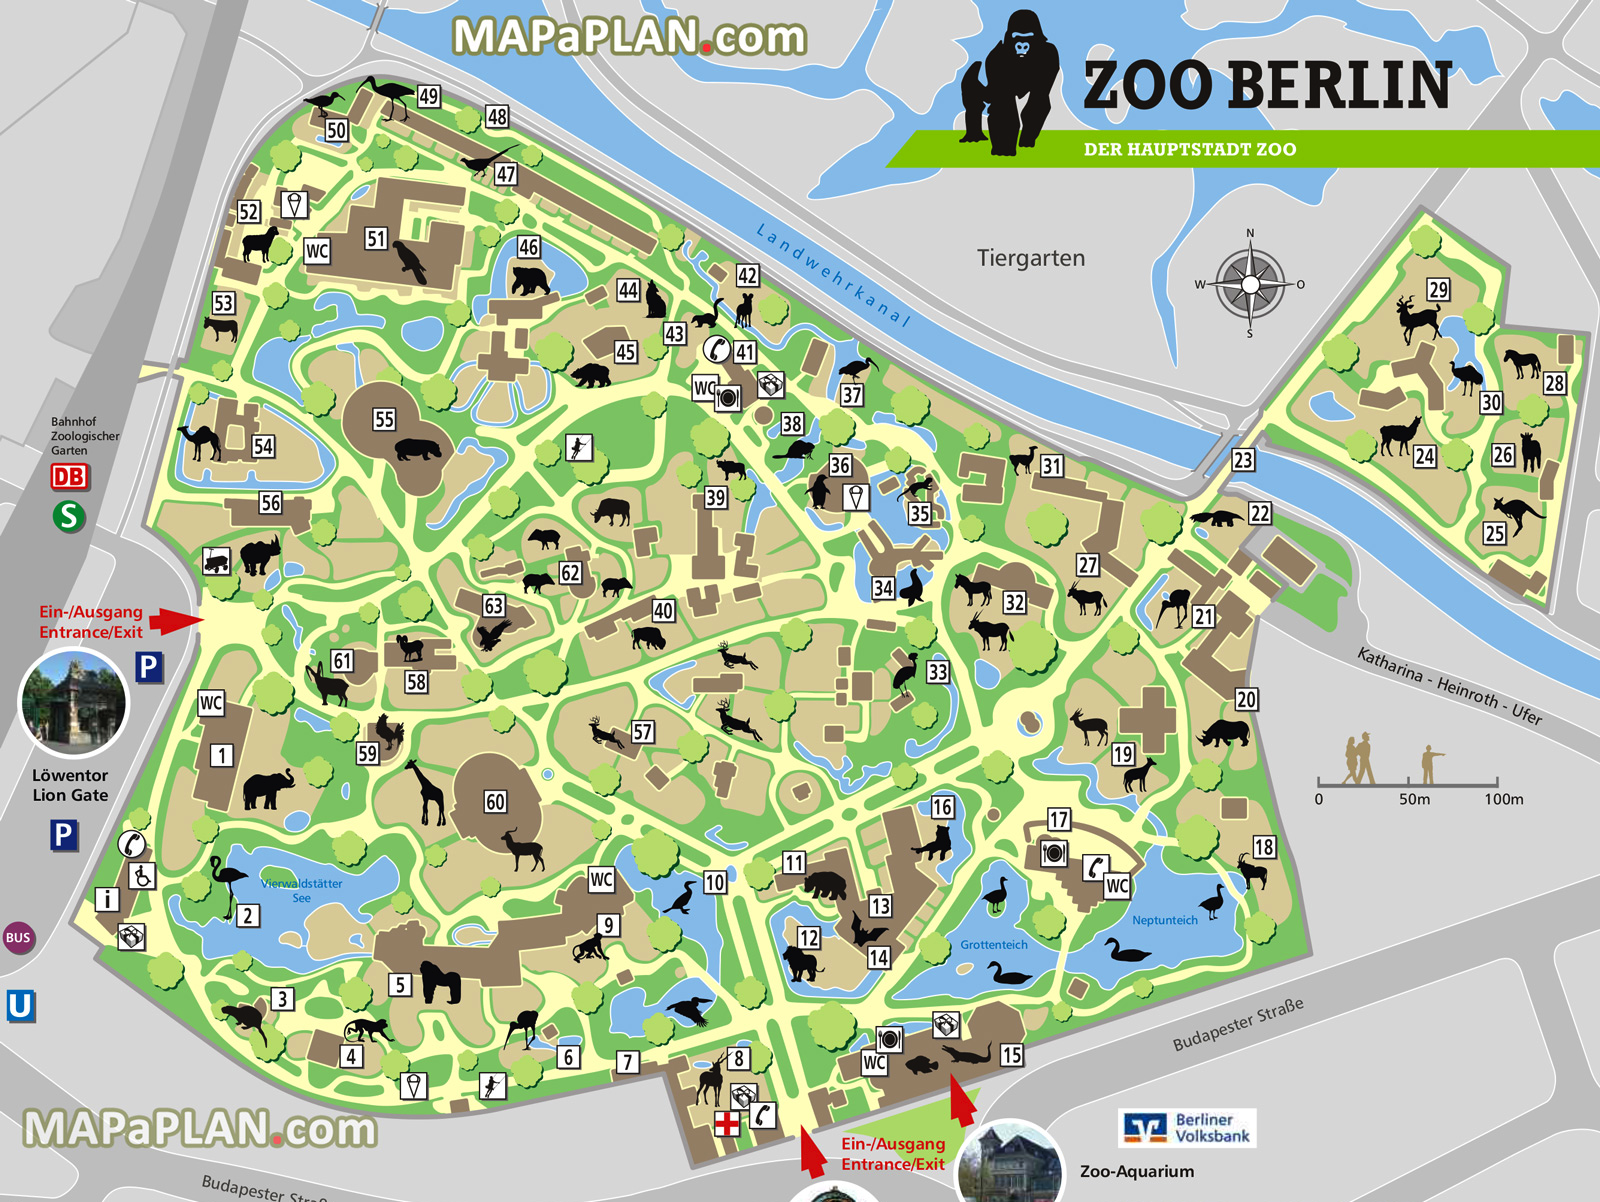 MAPaPLAN.com
ZOO BERLIN
DER HAUPTSTADT ZOO
49
48
50
47
52
51
WC
46
Landwehrkanal
Tiergarten
N
W
O
S
53
44
42
43
45
41
WC
29
28
30
37
Bahnhof
Zoologischer
Garten
DB
S
55
54
38
24
26
23
36
31
39
56
35
22
25
62
27
34
32
63
40
21
Ein-/Ausgang
Entrance/Exit
P
61
58
33
Katharina - Heinroth - Ufer
WC
20
57
59
1
19
Löwentor
Lion Gate
60
0
50m
100m
16
17
P
18
11
WC
Vierwaldstätter
See
10
WC
i
2
9
13
Neptunteich
BUS
12
14
Grottenteich
5
U
3
Budapester Straße
4
6
7
8
WC
15
MAPaPLAN.com
Ein-/Ausgang
Entrance/Exit
Berliner
Volksbank
Zoo-Aquarium
Budapester Straß